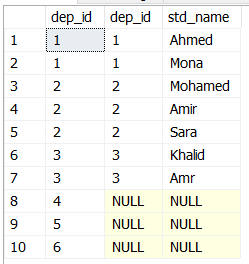 dep_id dep_id std_name
1 1 1 Ahmed
2 1 1 Mona
3 2 2 Mohamed
4 2 2 Amir
5 2 2 Sara
6 3 3 Khalid
7 3 3 Amr
8 4 NULL NULL
9 5 NULL NULL
10 6 NULL NULL